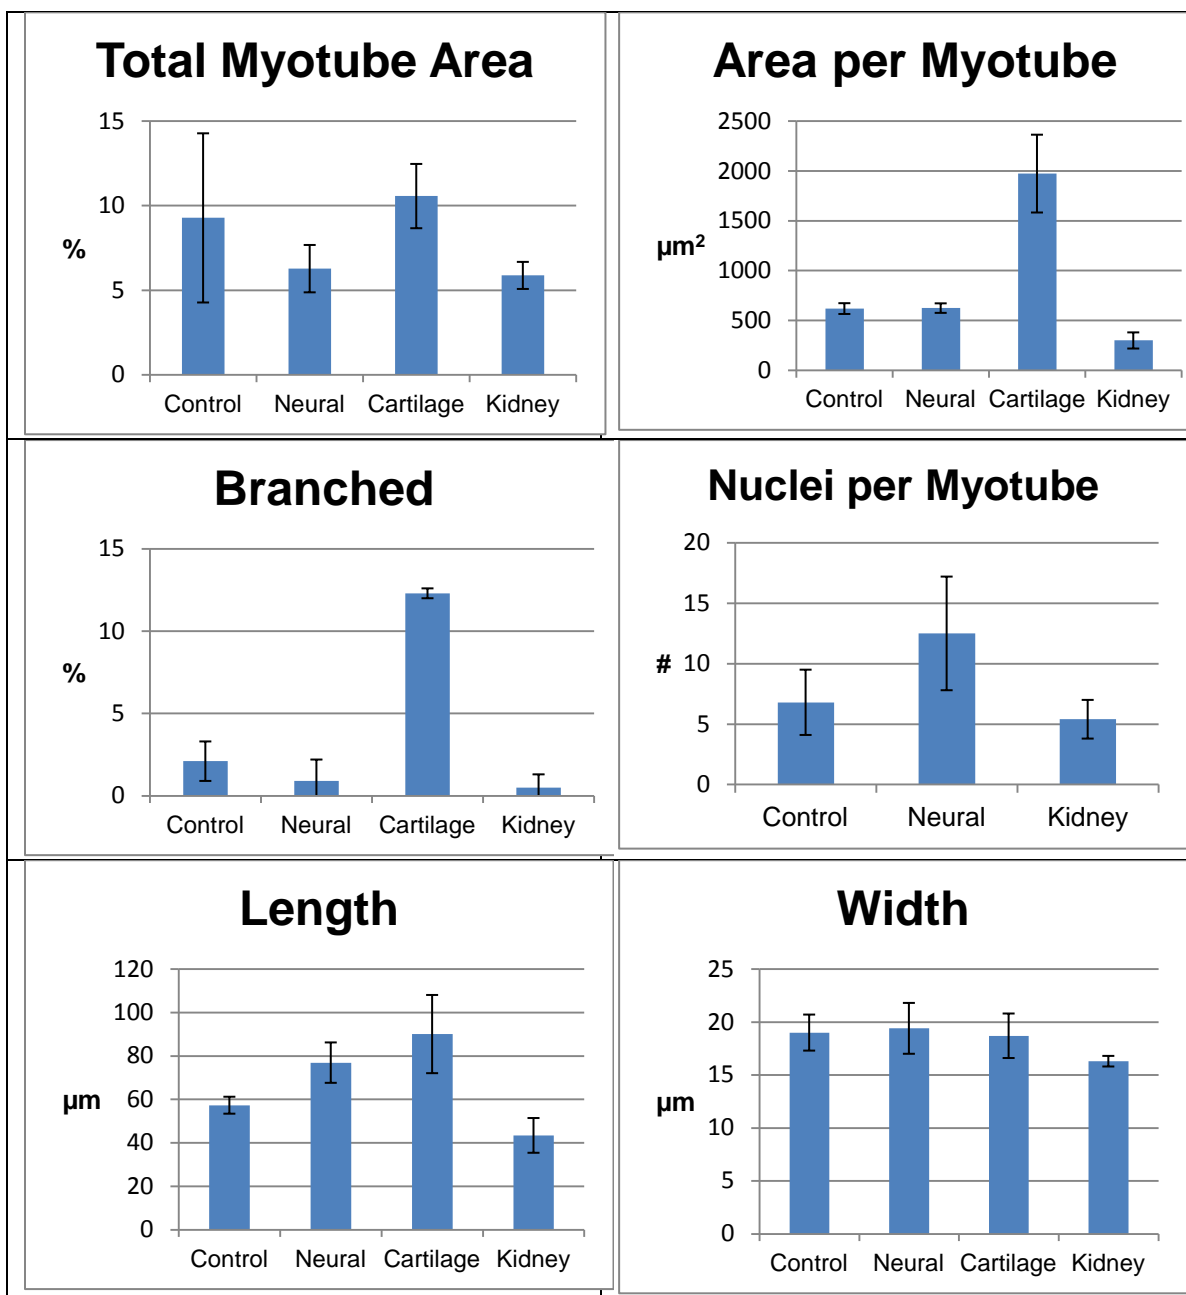 Total Myotube Area
15
10
%
5
0
Control Neural Cartilage Kidney
Area per Myotube
2500
2000
1500
µm²
1000
500
0
Control Neural Cartilage Kidney
Branched
15
10
%
5
0
Control Neural Cartilage Kidney
Nuclei per Myotube
20
15
# 10
5
0
Control Neural Kidney
Length
120
100
80
60
µm
40
20
0
Control Neural Cartilage Kidney
Width
25
20
15
µm
10
5
0
Control Neural Cartilage Kidney